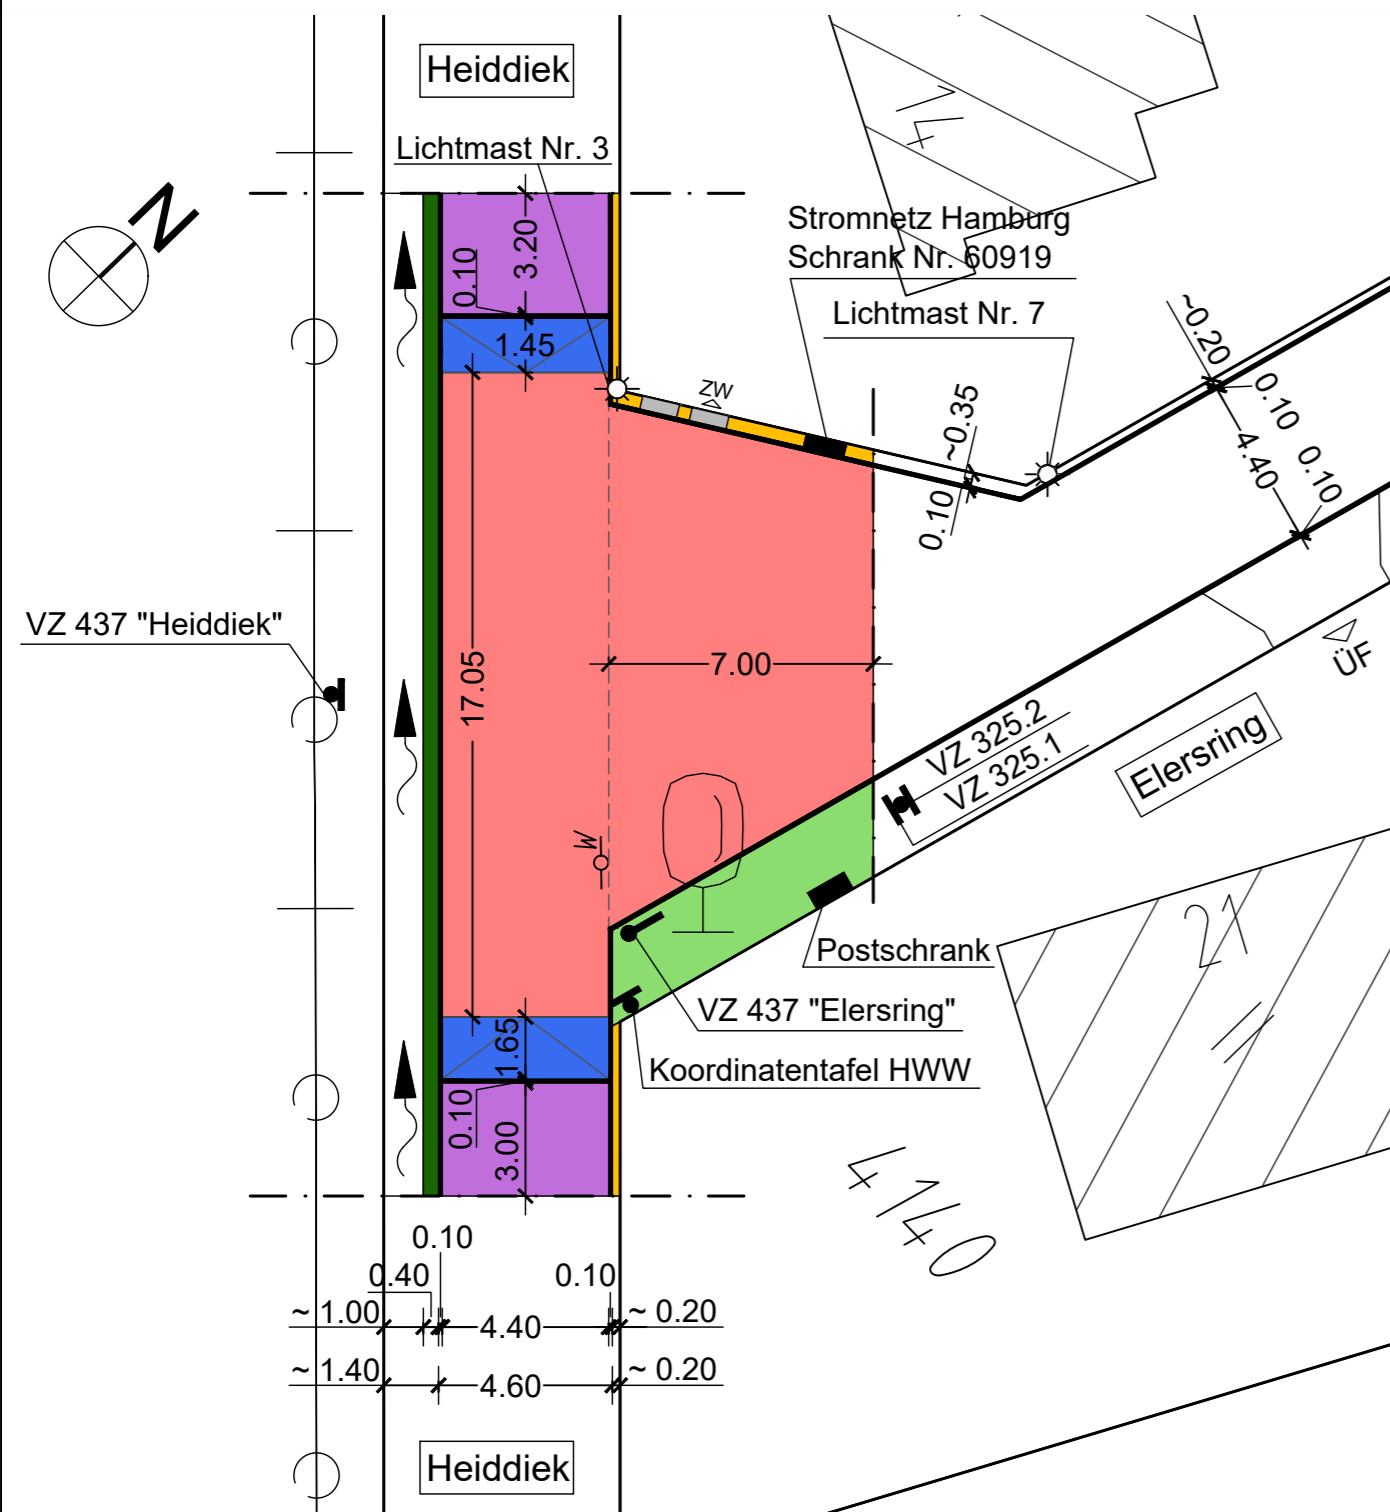 Heiddiek
Lichtmast Nr. 3
14
N
Stromnetz Hamburg
Schrank Nr. 60919
Lichtmast Nr. 7
3.20
0.10
1.45
ZW
~0.35
0.10
~0.20
0.10
4.40
0.10
VZ 437 "Heiddiek"
17.05
7.00
ÜF
VZ 325.2
VZ 325.1
Elersring
W
21
II
Postschrank
VZ 437 "Elersring"
Koordinatentafel HWW
1.65
0.10
3.00
4140
0.10
0.40
0.10
~ 1.00
4.40
~ 0.20
~ 1.40
4.60
~ 0.20
Heiddiek